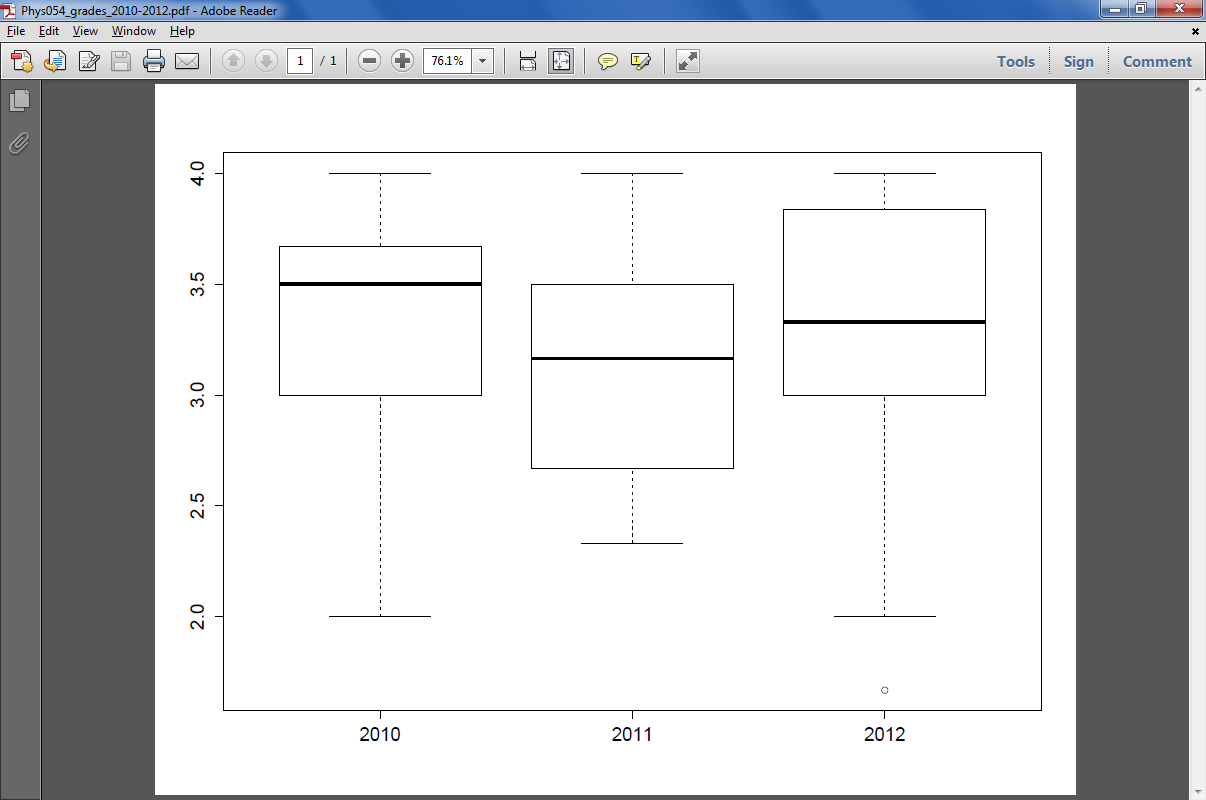 Phys054_grades_2010-2012.pdf - Adobe Reader
File Edit View Window Help
1 / 1 76.1% Tools Sign Comment
4.0
3.5
3.0
2.5
2.0
2010 2011 2012